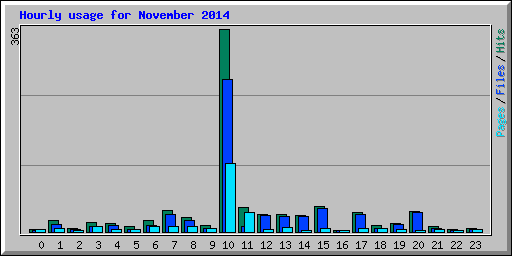 Hourly usage for November 2014
363
Pages/Files/Hits
0 1 2 3 4 5 6 7 8 9 10 11 12 13 14 15 16 17 18 19 20 21 22 23